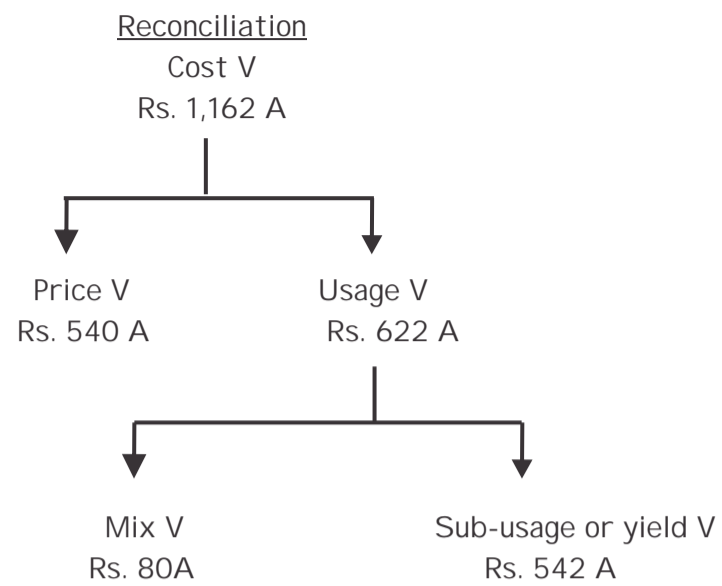 Reconciliation
Cost V
Rs. 1,162 A
Price V
Rs. 540 A
Usage V
Rs. 622 A
Mix V
Rs. 80A
Sub-usage or yield V
Rs. 542 A